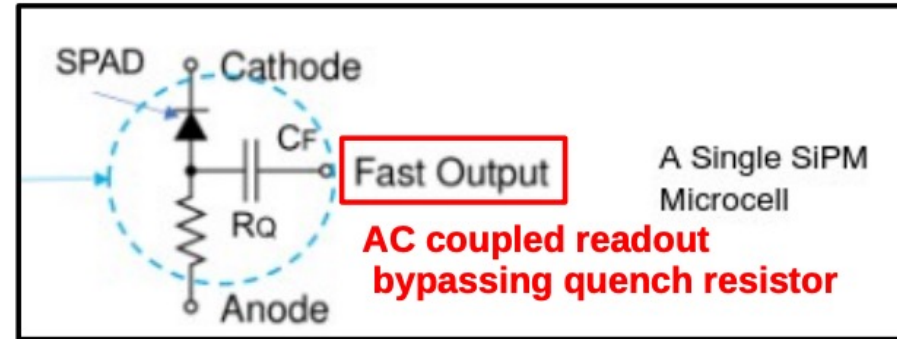 SPAD
Cathode
CF
Fast Output
RQ
Anode
A Single SiPM
Microcell
AC coupled readout
bypassing quench resistor